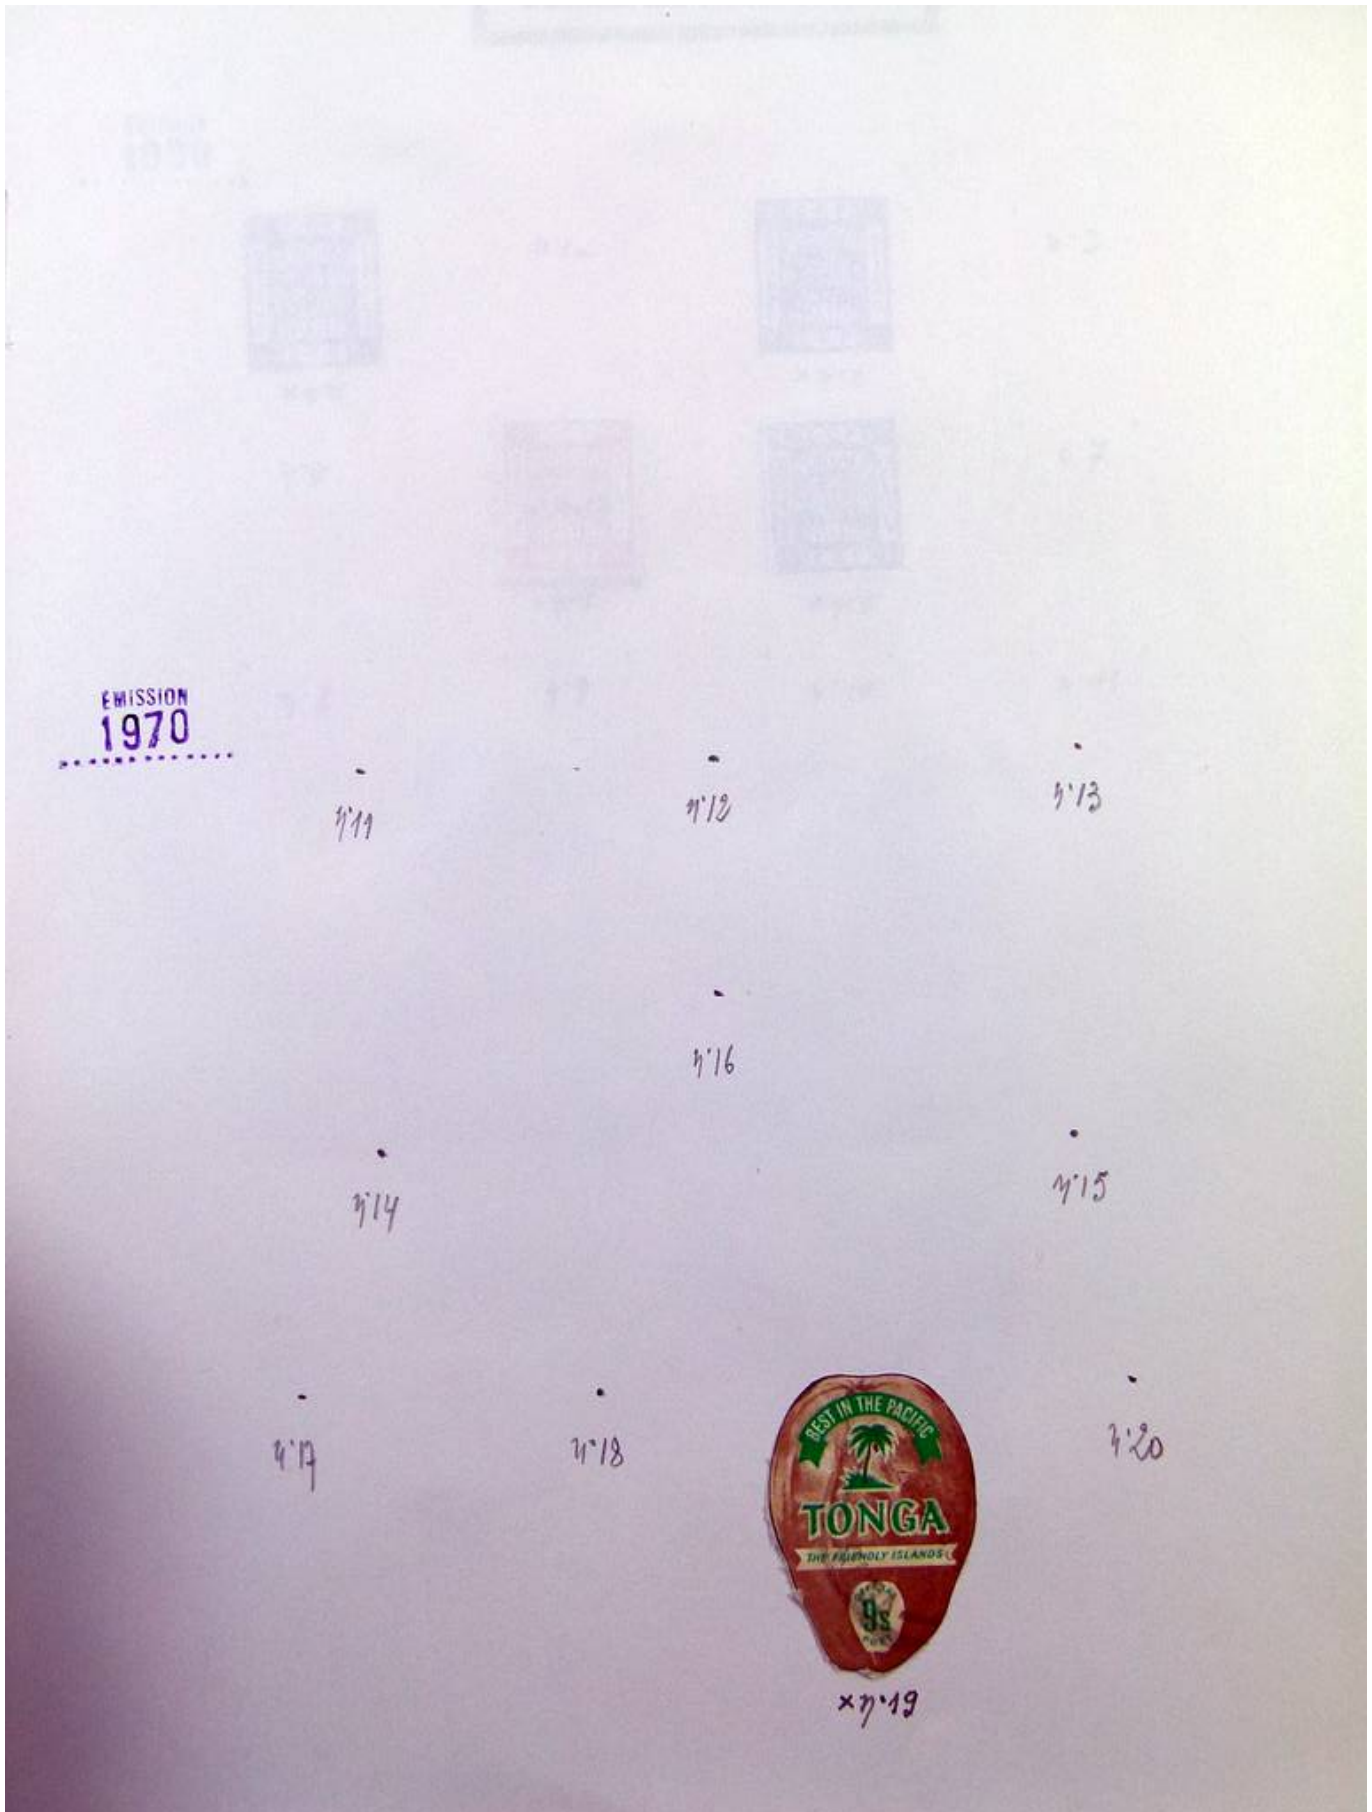 EMISSION
1970
n°11
n°12
n°13
n°16
n°14
n°15
n°17
n°18
BEST IN THE PACIFIC
TONGA
THE FRIENDLY ISLANDS
9s
n°20
x n°19